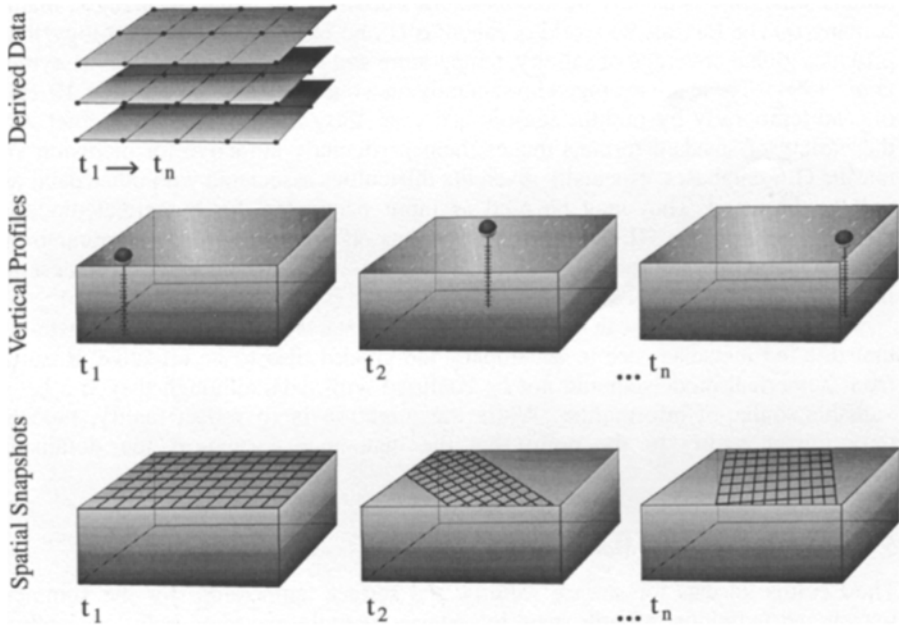 Derived Data
t1 → tn
Vertical Profiles
t1
t2
... tn
Spatial Snapshots
t1
t2
... tn